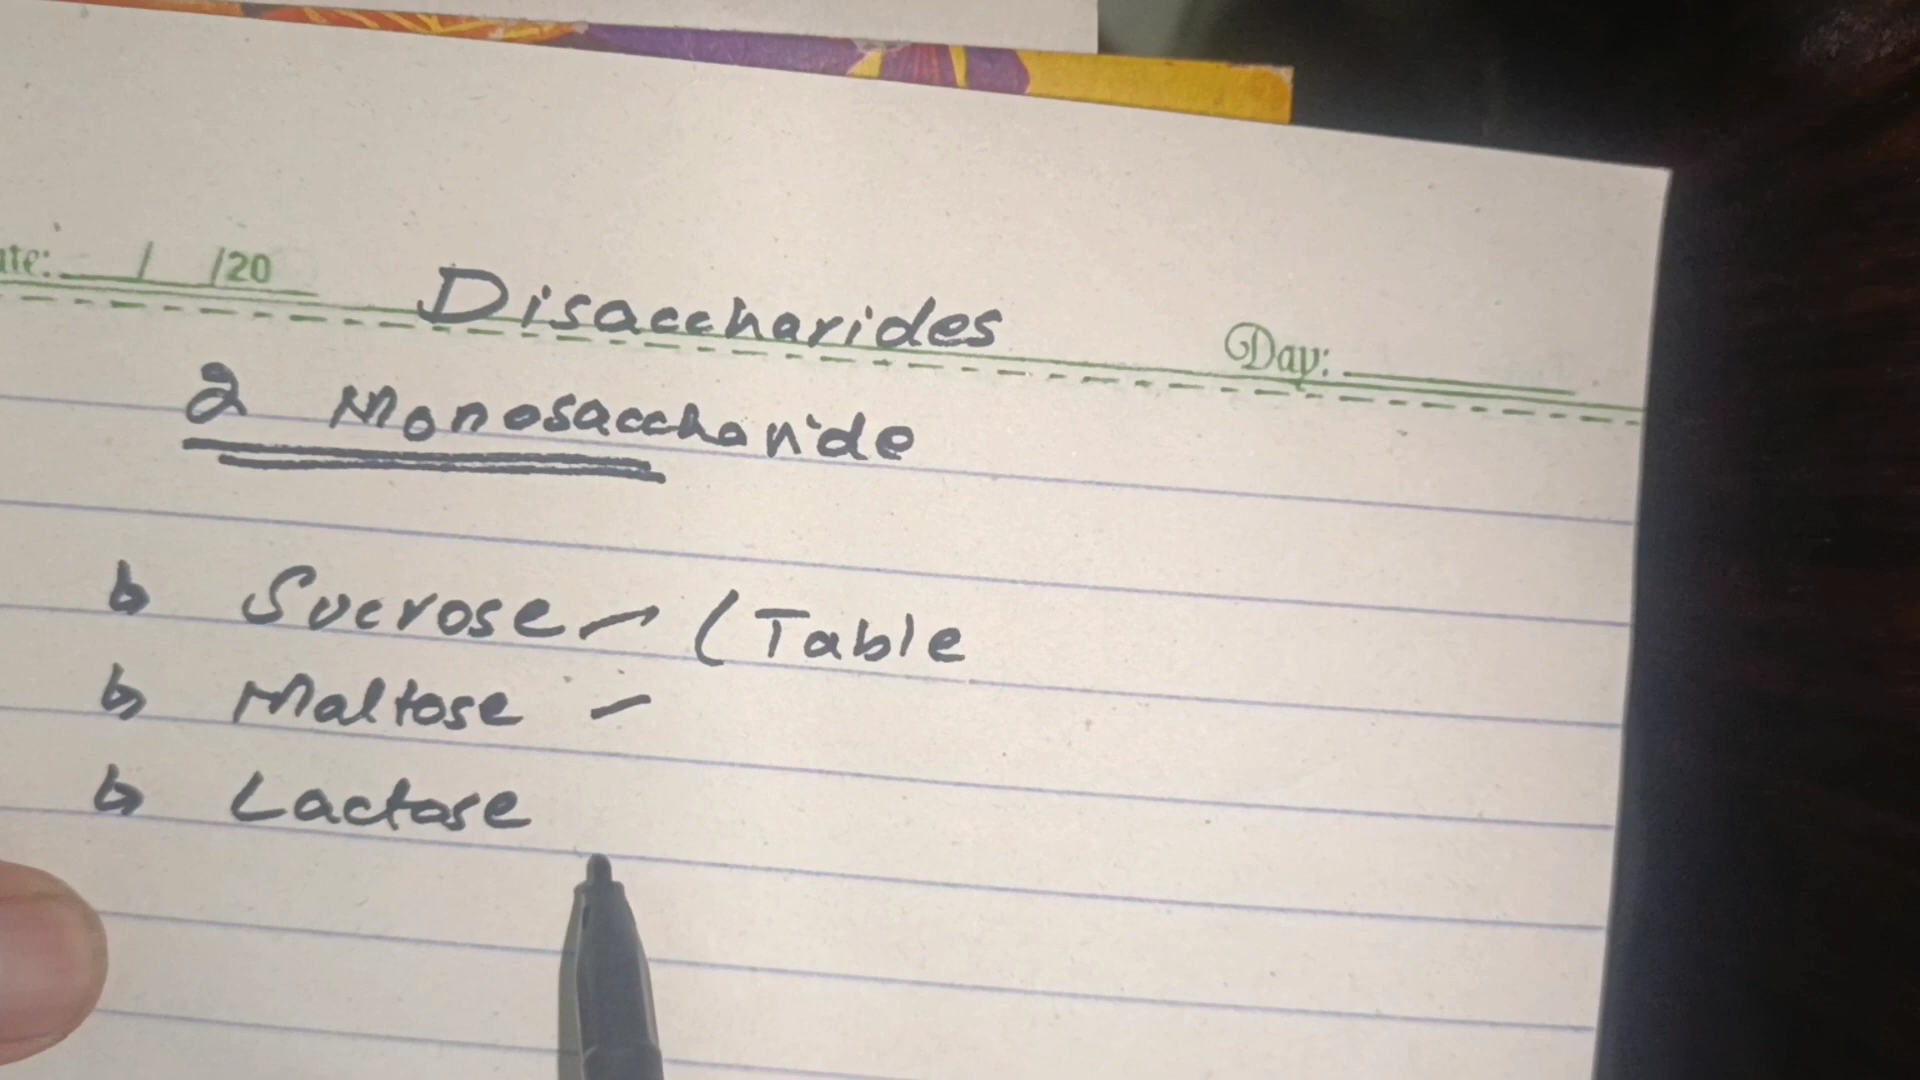 ate: / /20
Disaccharides
Day:
2 Monosaccharide
Sucrose - (Table
Maltose -
Lactose